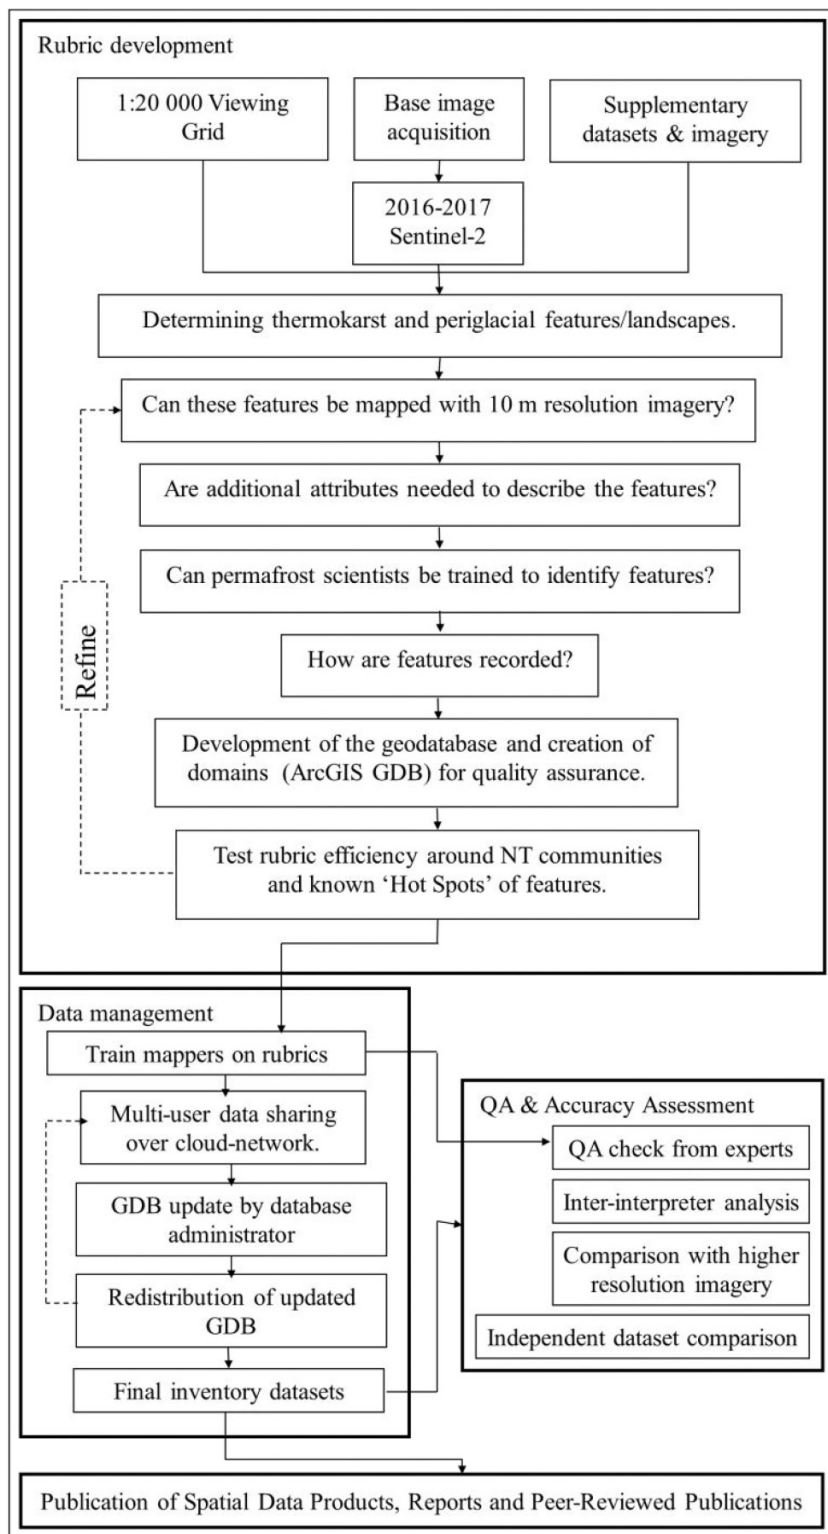 Rubric development
1:20 000 Viewing
Grid
Base image
acquisition
Supplementary
datasets & imagery
2016-2017
Sentinel-2
Determining thermokarst and periglacial features/landscapes.
Can these features be mapped with 10 m resolution imagery?
Are additional attributes needed to describe the features?
Can permafrost scientists be trained to identify features?
Refine
How are features recorded?
Development of the geodatabase and creation of
domains (ArcGIS GDB) for quality assurance.
Test rubric efficiency around NT communities
and known ‘Hot Spots’ of features.
Data management
Train mappers on rubrics
Multi-user data sharing
over cloud-network.
GDB update by database
administrator
Redistribution of updated
GDB
Final inventory datasets
QA & Accuracy Assessment
QA check from experts
Inter-interpreter analysis
Comparison with higher
resolution imagery
Independent dataset comparison
Publication of Spatial Data Products, Reports and Peer-Reviewed Publications